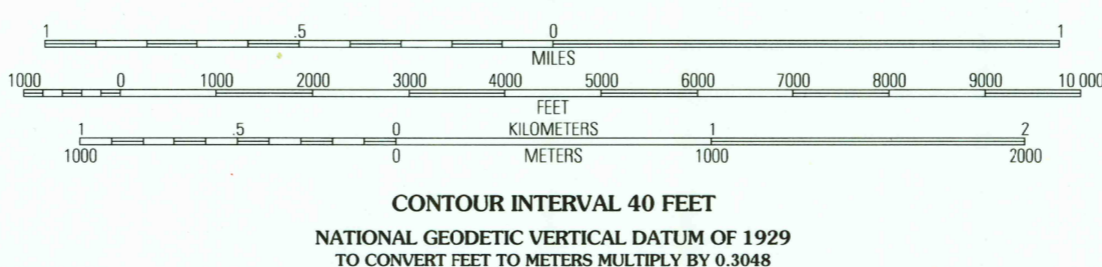 1 .5 0 1
MILES
1000 0 1000 2000 3000 4000 5000 6000 7000 8000 9000 10 000
FEET
1 .5 0 KILOMETERS 1 2
1000 0 METERS 1000 2000
CONTOUR INTERVAL 40 FEET
NATIONAL GEODETIC VERTICAL DATUM OF 1929
TO CONVERT FEET TO METERS MULTIPLY BY 0.3048